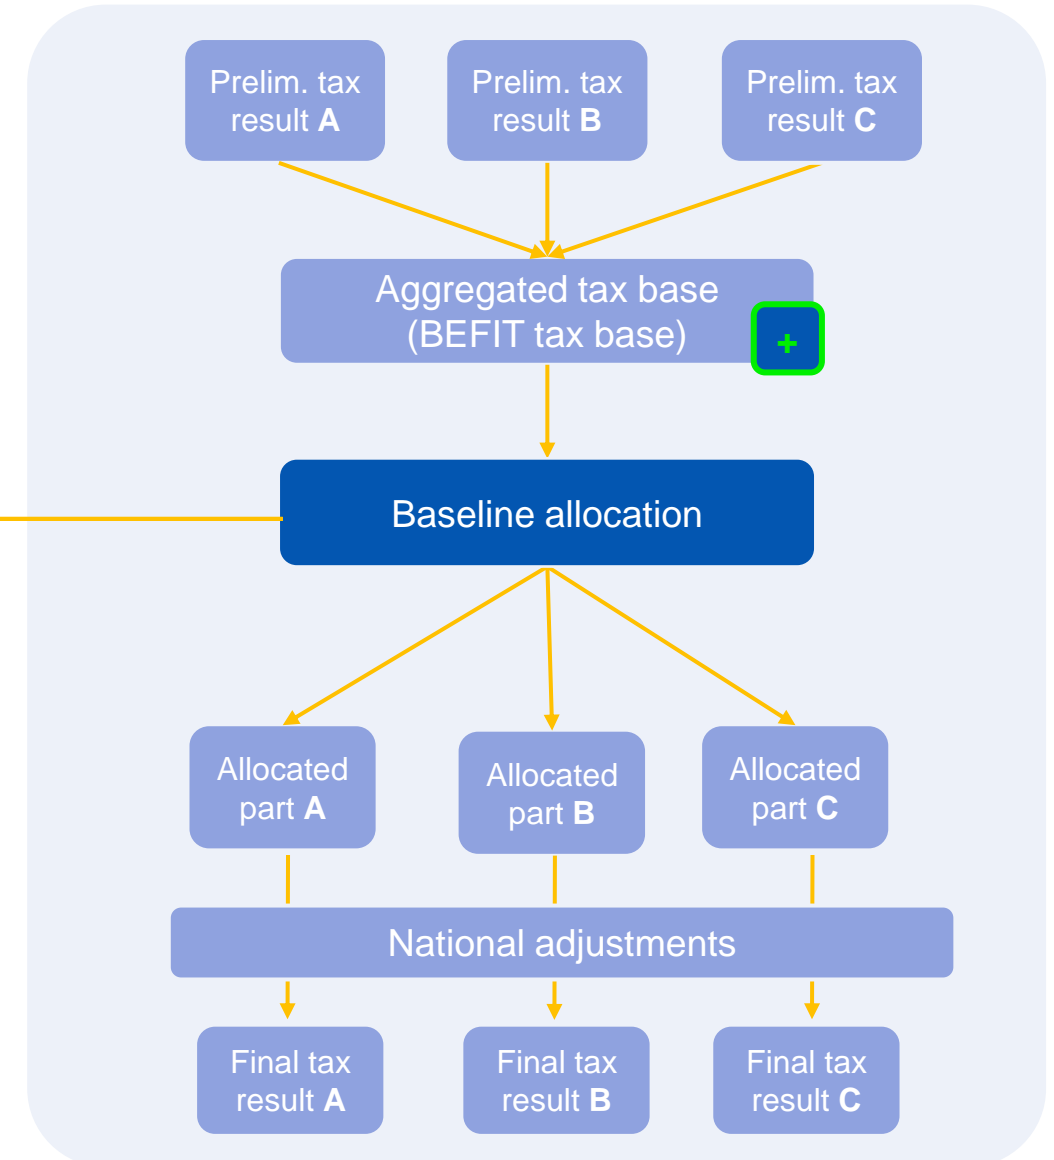 Prelim. tax
result A
Prelim. tax
result B
Prelim. tax
result C
Aggregated tax base
(BEFIT tax base)
+
Baseline allocation
Allocated
part A
Allocated
part B
Allocated
part C
National adjustments
Final tax
result A
Final tax
result B
Final tax
result C